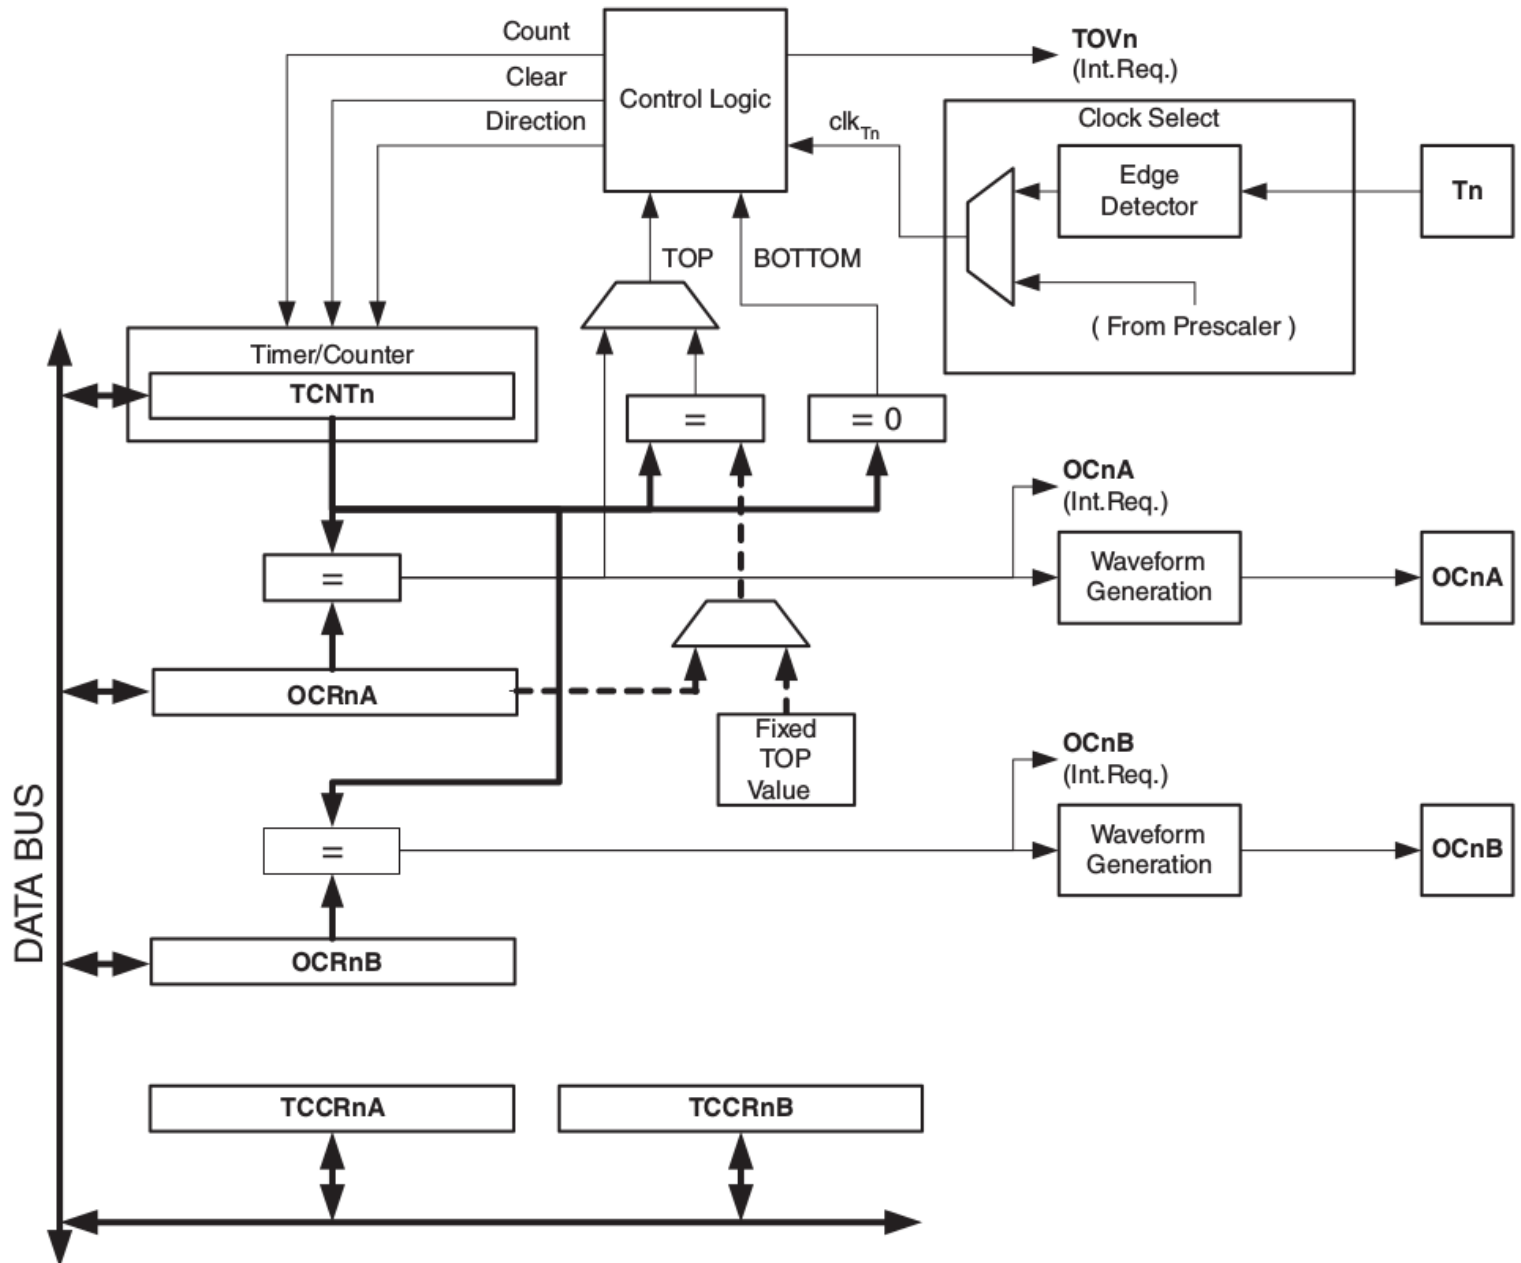 Count
Clear
Direction
Control Logic
TOVn
(Int.Req.)
clkTn
Clock Select
Edge
Detector
Tn
( From Prescaler )
TOP
BOTTOM
Timer/Counter
TCNTn
=
= 0
OCnA
(Int.Req.)
=
Waveform
Generation
OCnA
OCRnA
Fixed
TOP
Value
OCnB
(Int.Req.)
=
Waveform
Generation
OCnB
OCRnB
DATA BUS
TCCRnA
TCCRnB